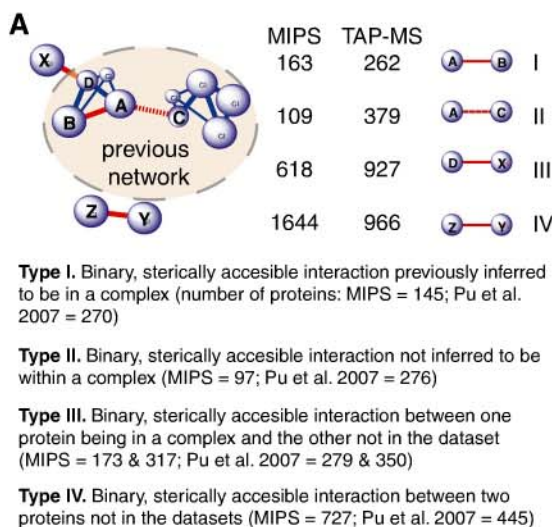 A
MIPS TAP-MS
163 262 A B I
109 379 A C II
618 927 D X III
1644 966 Z Y IV
X
D
B A C
previous
network
Z Y
Type I. Binary, sterically accesible interaction previously inferred
to be in a complex (number of proteins: MIPS = 145; Pu et al.
2007 = 270)
Type II. Binary, sterically accesible interaction not inferred to be
within a complex (MIPS = 97; Pu et al. 2007 = 276)
Type III. Binary, sterically accesible interaction between one
protein being in a complex and the other not in the dataset
(MIPS = 173 & 317; Pu et al. 2007 = 279 & 350)
Type IV. Binary, sterically accesible interaction between two
proteins not in the datasets (MIPS = 727; Pu et al. 2007 = 445)